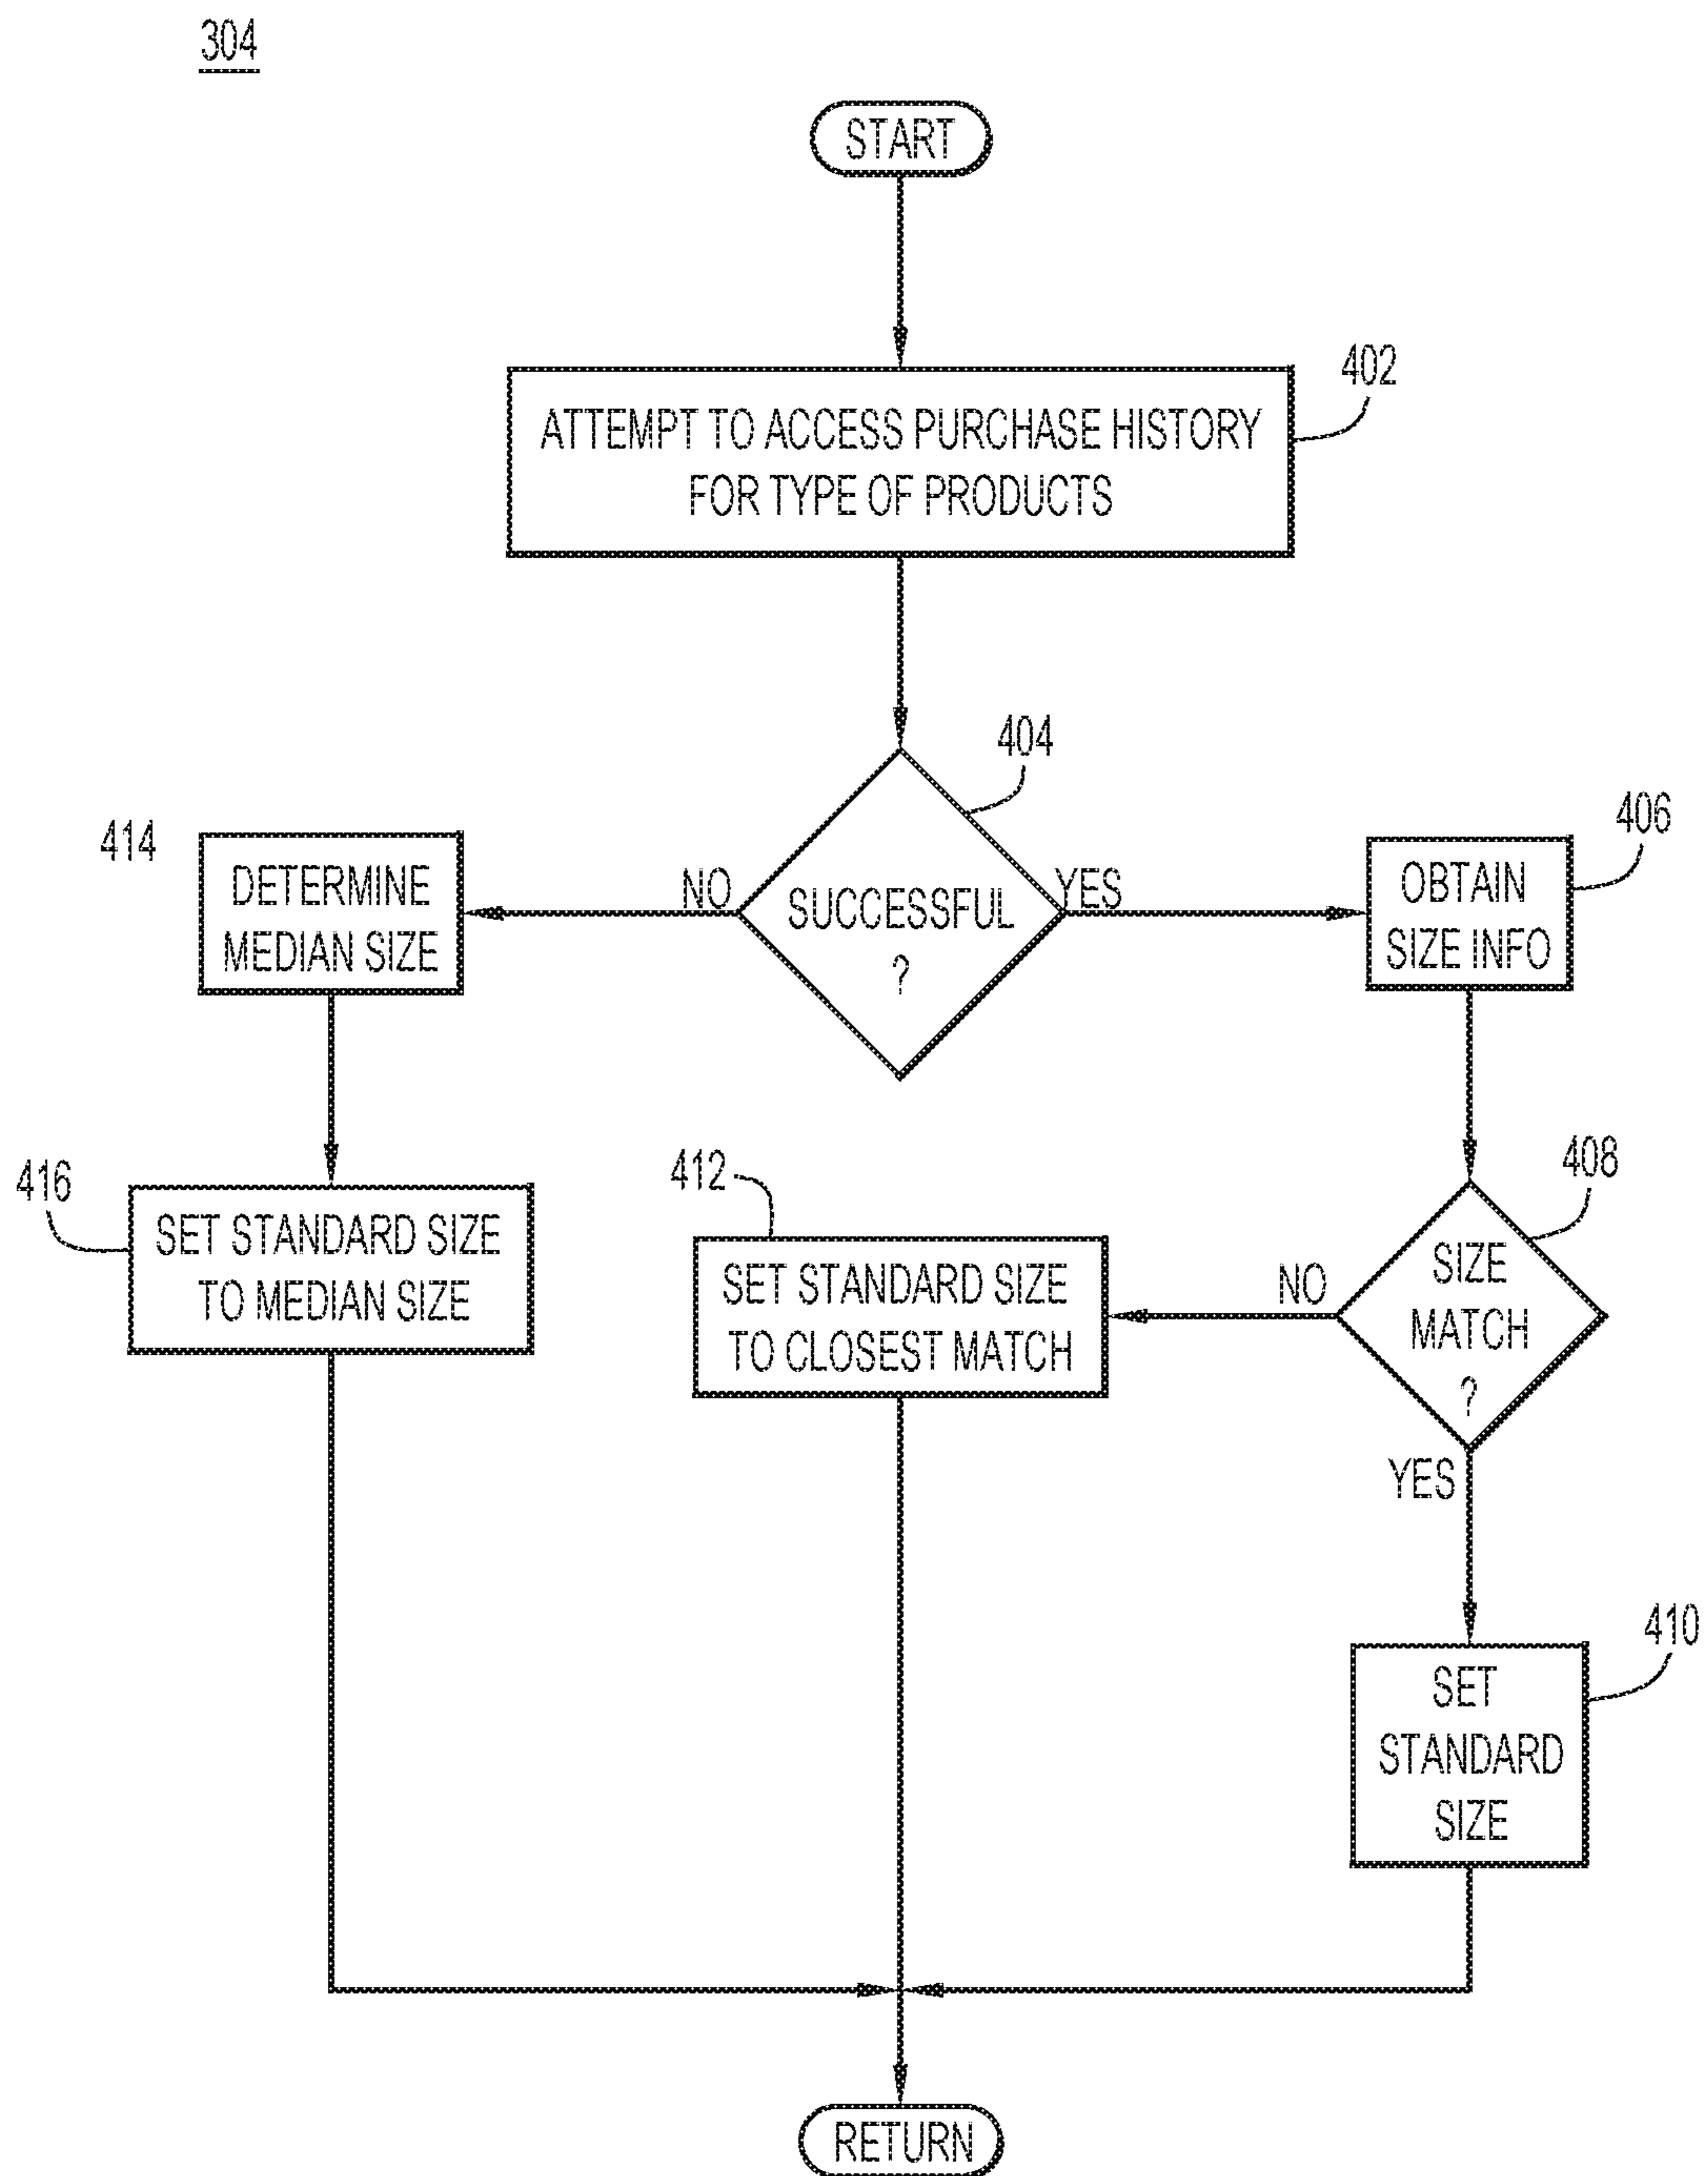 304
START
402
ATTEMPT TO ACCESS PURCHASE HISTORY
FOR TYPE OF PRODUCTS
404
SUCCESSFUL
?
NO
YES
414
DETERMINE
MEDIAN SIZE
406
OBTAIN
SIZE INFO
416
SET STANDARD SIZE
TO MEDIAN SIZE
412
SET STANDARD SIZE
TO CLOSEST MATCH
408
SIZE
MATCH
?
NO
YES
410
SET
STANDARD
SIZE
RETURN